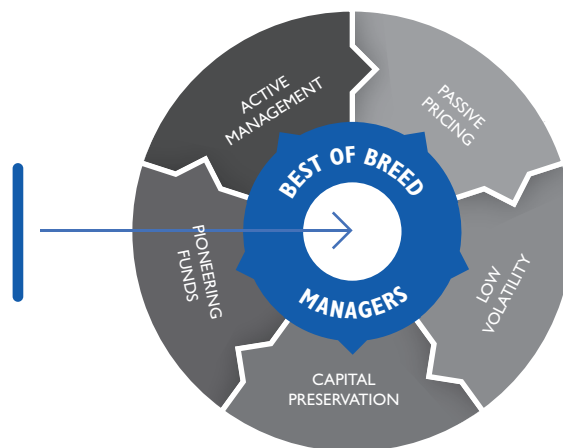 ACTIVE
MANAGEMENT
PASSIVE
PRICING
BEST OF BREED
MANAGERS
PIONEERING
FUNDS
LOW
VOLATILITY
CAPITAL
PRESERVATION